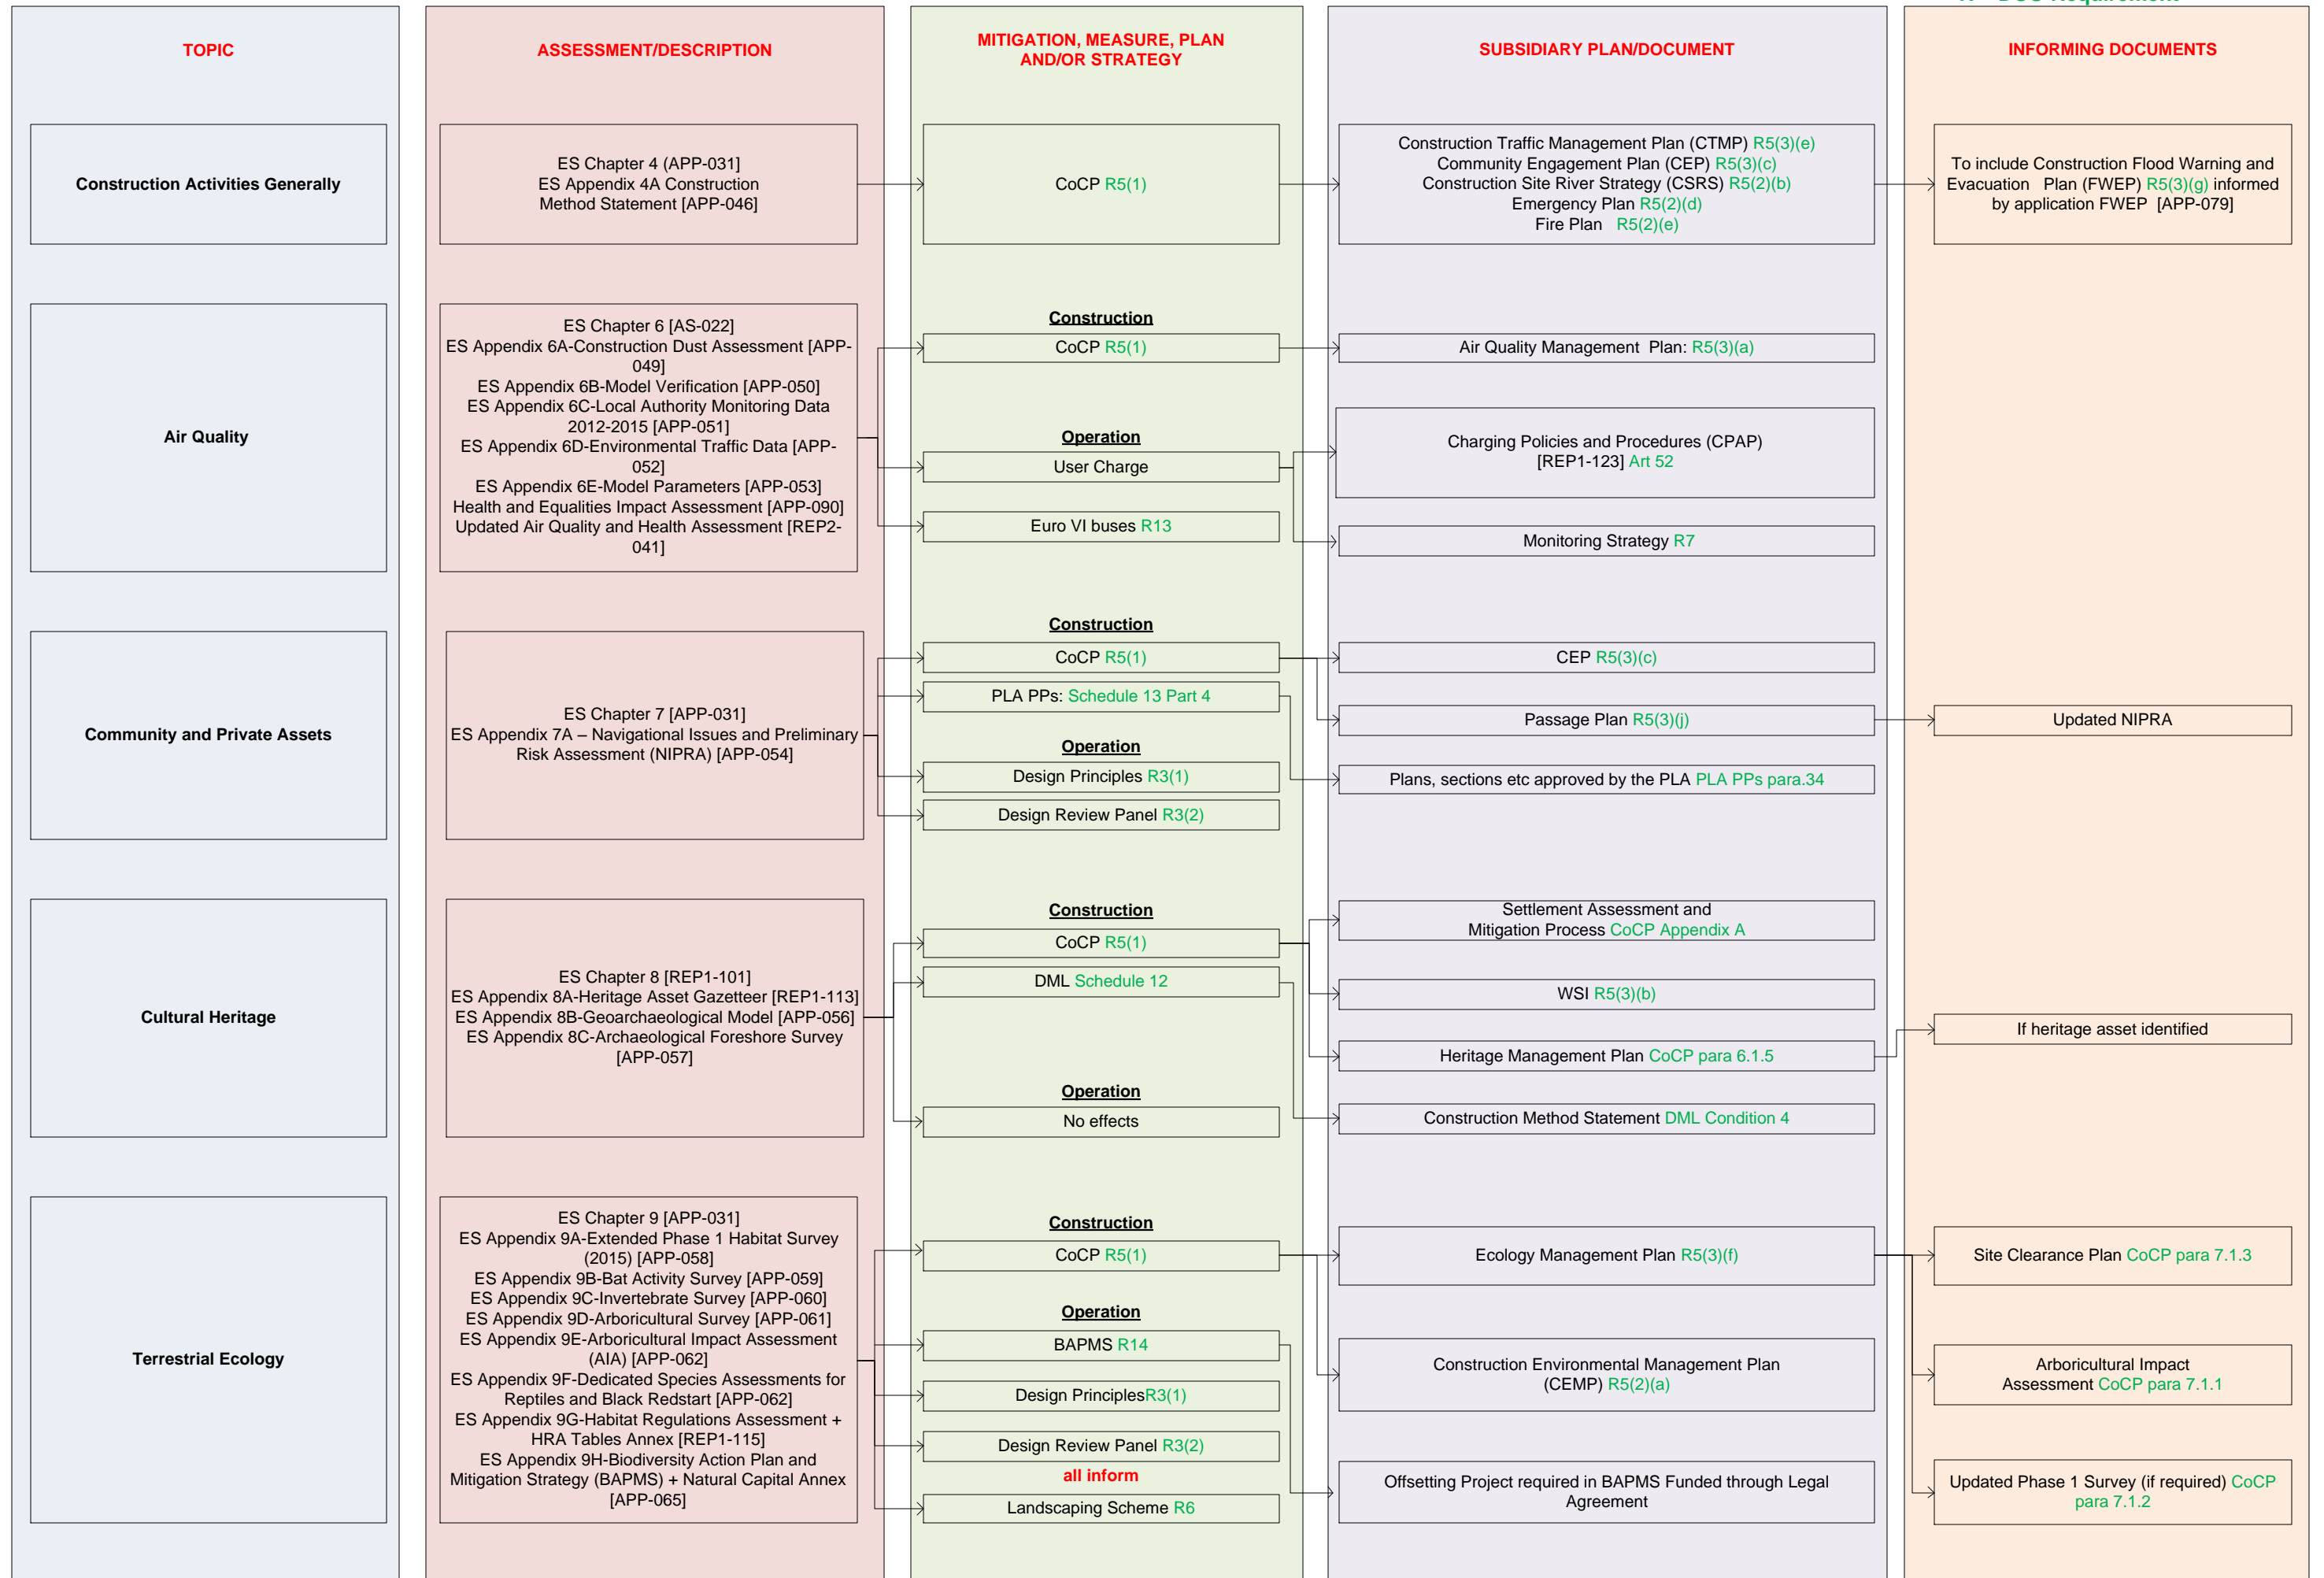 TOPIC
ASSESSMENT/DESCRIPTION
MITIGATION, MEASURE, PLAN
AND/OR STRATEGY
SUBSIDIARY PLAN/DOCUMENT
INFORMING DOCUMENTS
Construction Activities Generally
ES Chapter 4 (APP-031]
ES Appendix 4A Construction
Method Statement [APP-046]
CoCP R5(1)
Construction Traffic Management Plan (CTMP) R5(3)(e)
Community Engagement Plan (CEP) R5(3)(c)
Construction Site River Strategy (CSRS) R5(2)(b)
Emergency Plan R5(2)(d)
Fire Plan R5(2)(e)
To include Construction Flood Warning and
Evacuation Plan (FWEP) R5(3)(g) informed
by application FWEP [APP-079]
Air Quality
ES Chapter 6 [AS-022]
ES Appendix 6A-Construction Dust Assessment [APP-
049]
ES Appendix 6B-Model Verification [APP-050]
ES Appendix 6C-Local Authority Monitoring Data
2012-2015 [APP-051]
ES Appendix 6D-Environmental Traffic Data [APP-
052]
ES Appendix 6E-Model Parameters [APP-053]
Health and Equalities Impact Assessment [APP-090]
Updated Air Quality and Health Assessment [REP2-
041]
Construction
CoCP R5(1)
Operation
User Charge
Euro VI buses R13
Air Quality Management Plan: R5(3)(a)
Charging Policies and Procedures (CPAP)
[REP1-123] Art 52
Monitoring Strategy R7
Community and Private Assets
ES Chapter 7 [APP-031]
ES Appendix 7A – Navigational Issues and Preliminary
Risk Assessment (NIPRA) [APP-054]
Construction
CoCP R5(1)
PLA PPs: Schedule 13 Part 4
Operation
Design Principles R3(1)
Design Review Panel R3(2)
CEP R5(3)(c)
Passage Plan R5(3)(j)
Plans, sections etc approved by the PLA PLA PPs para.34
Updated NIPRA
Cultural Heritage
ES Chapter 8 [REP1-101]
ES Appendix 8A-Heritage Asset Gazetteer [REP1-113]
ES Appendix 8B-Geoarchaeological Model [APP-056]
ES Appendix 8C-Archaeological Foreshore Survey
[APP-057]
Construction
CoCP R5(1)
DML Schedule 12
Operation
No effects
Settlement Assessment and
Mitigation Process CoCP Appendix A
WSI R5(3)(b)
Heritage Management Plan CoCP para 6.1.5
Construction Method Statement DML Condition 4
If heritage asset identified
Terrestrial Ecology
ES Chapter 9 [APP-031]
ES Appendix 9A-Extended Phase 1 Habitat Survey
(2015) [APP-058]
ES Appendix 9B-Bat Activity Survey [APP-059]
ES Appendix 9C-Invertebrate Survey [APP-060]
ES Appendix 9D-Arboricultural Survey [APP-061]
ES Appendix 9E-Arboricultural Impact Assessment
(AIA) [APP-062]
ES Appendix 9F-Dedicated Species Assessments for
Reptiles and Black Redstart [APP-062]
ES Appendix 9G-Habitat Regulations Assessment +
HRA Tables Annex [REP1-115]
ES Appendix 9H-Biodiversity Action Plan and
Mitigation Strategy (BAPMS) + Natural Capital Annex
[APP-065]
Construction
CoCP R5(1)
Operation
BAPMS R14
Design PrinciplesR3(1)
Design Review Panel R3(2)
all inform
Landscaping Scheme R6
Ecology Management Plan R5(3)(f)
Construction Environmental Management Plan
(CEMP) R5(2)(a)
Offsetting Project required in BAPMS Funded through Legal
Agreement
Site Clearance Plan CoCP para 7.1.3
Arboricultural Impact
Assessment CoCP para 7.1.1
Updated Phase 1 Survey (if required) CoCP
para 7.1.2